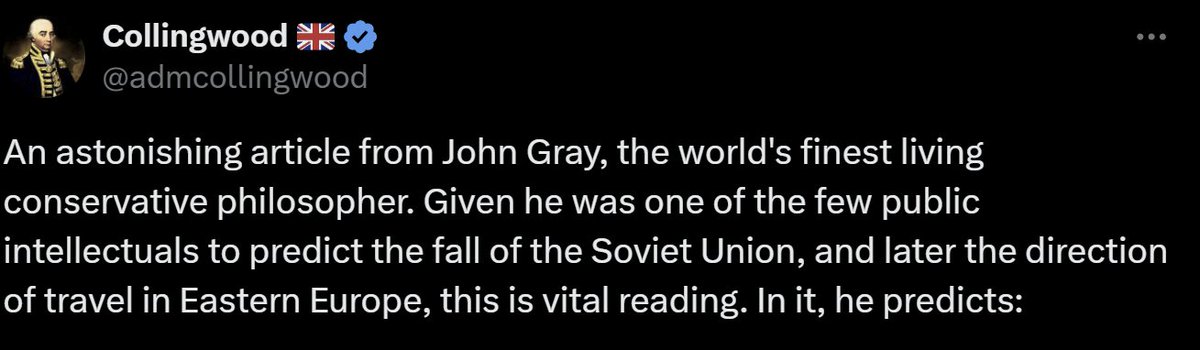 Collingwood 🇬🇧
@admcollingwood
An astonishing article from John Gray, the world's finest living
conservative philosopher. Given he was one of the few public
intellectuals to predict the fall of the Soviet Union, and later the direction
of travel in Eastern Europe, this is vital reading. In it, he predicts: